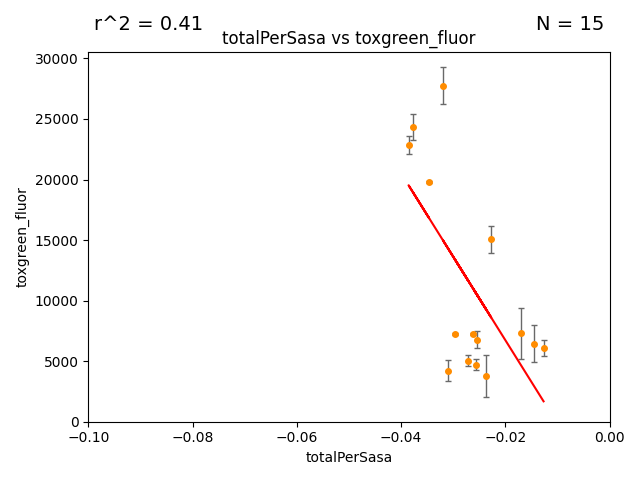 r^2 = 0.41
N = 15
totalPerSasa vs toxgreen_fluor
30000
25000
20000
15000
10000
5000
0
toxgreen_fluor
−0.10
−0.08
−0.06
−0.04
−0.02
0.00
totalPerSasa